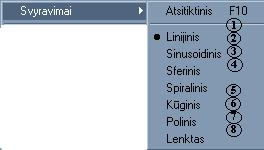 Svyravimai
Atsitiktinis F10
1
Linijinis 2
Sinusoidinis 3
Sferinis 4
Spiralinis 5
Kūginis 6
Polinis 7
Lenktas 8